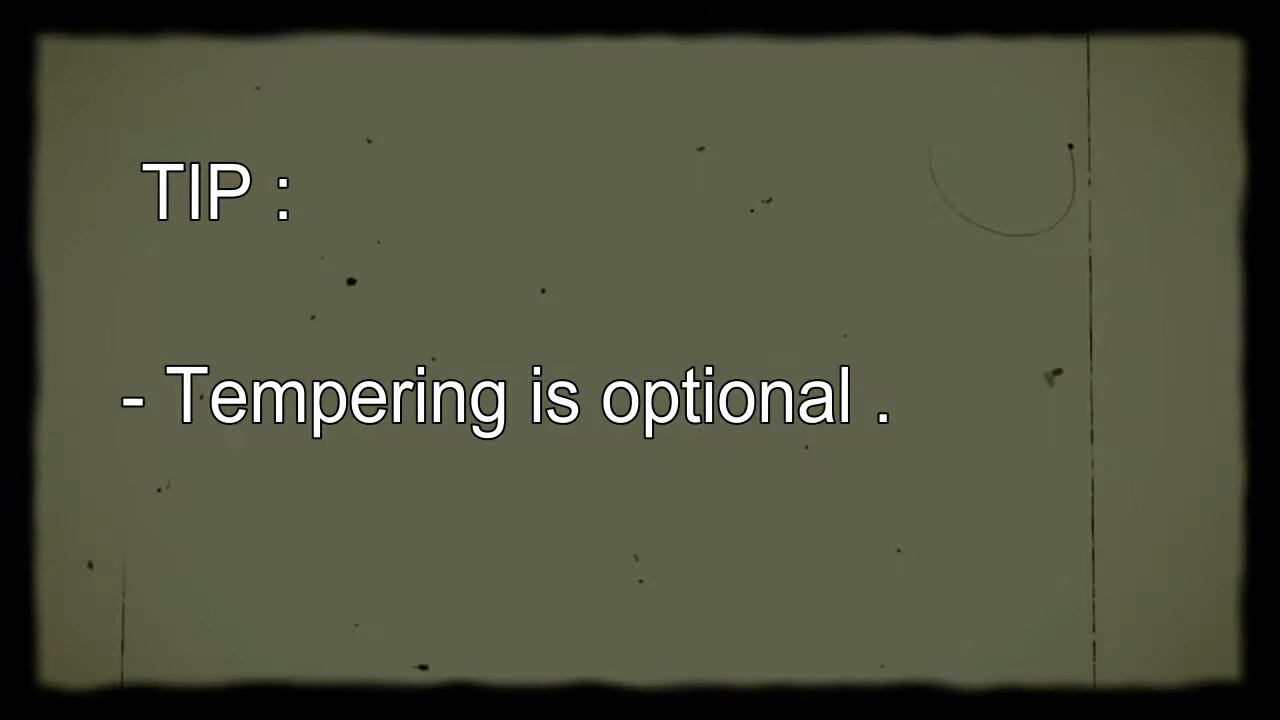 TIP :
- Tempering is optional .